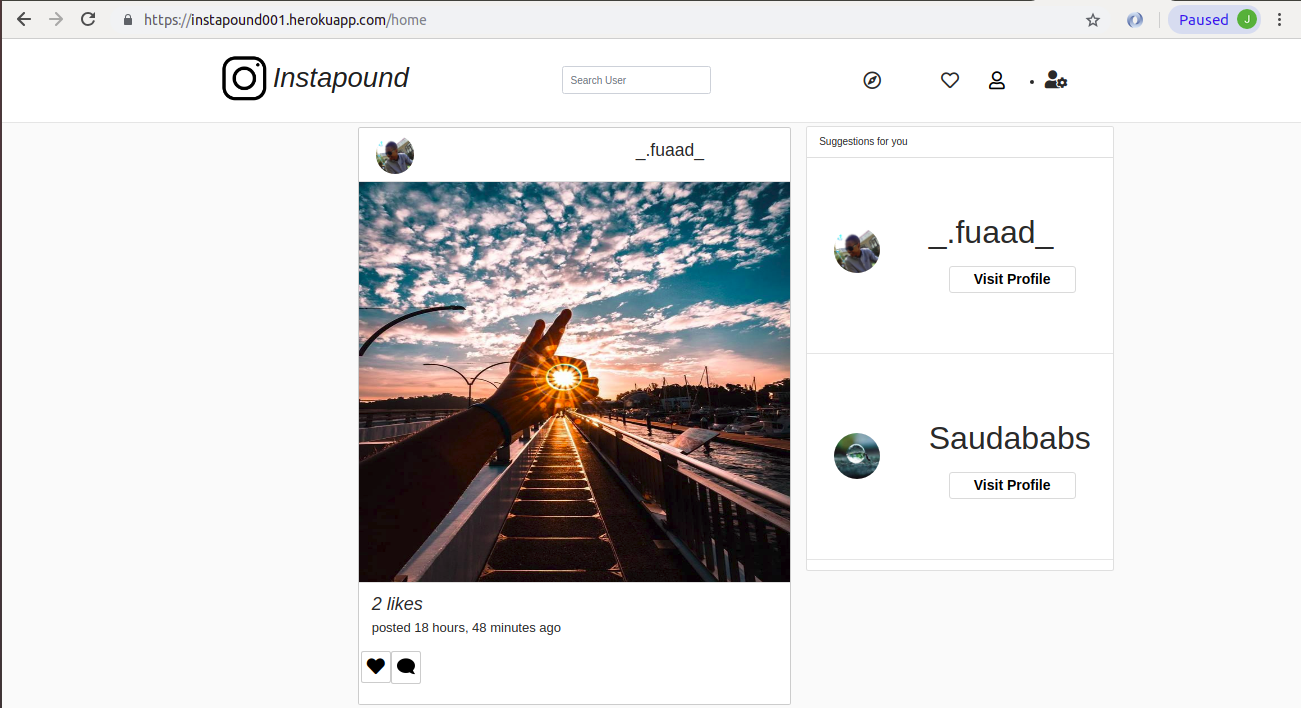 https://instapound001.herokuapp.com/home
Paused J
Instapound
Search User
_.fuaad_
Suggestions for you
_.fuaad_
Visit Profile
Saudababs
Visit Profile
2 likes
posted 18 hours, 48 minutes ago